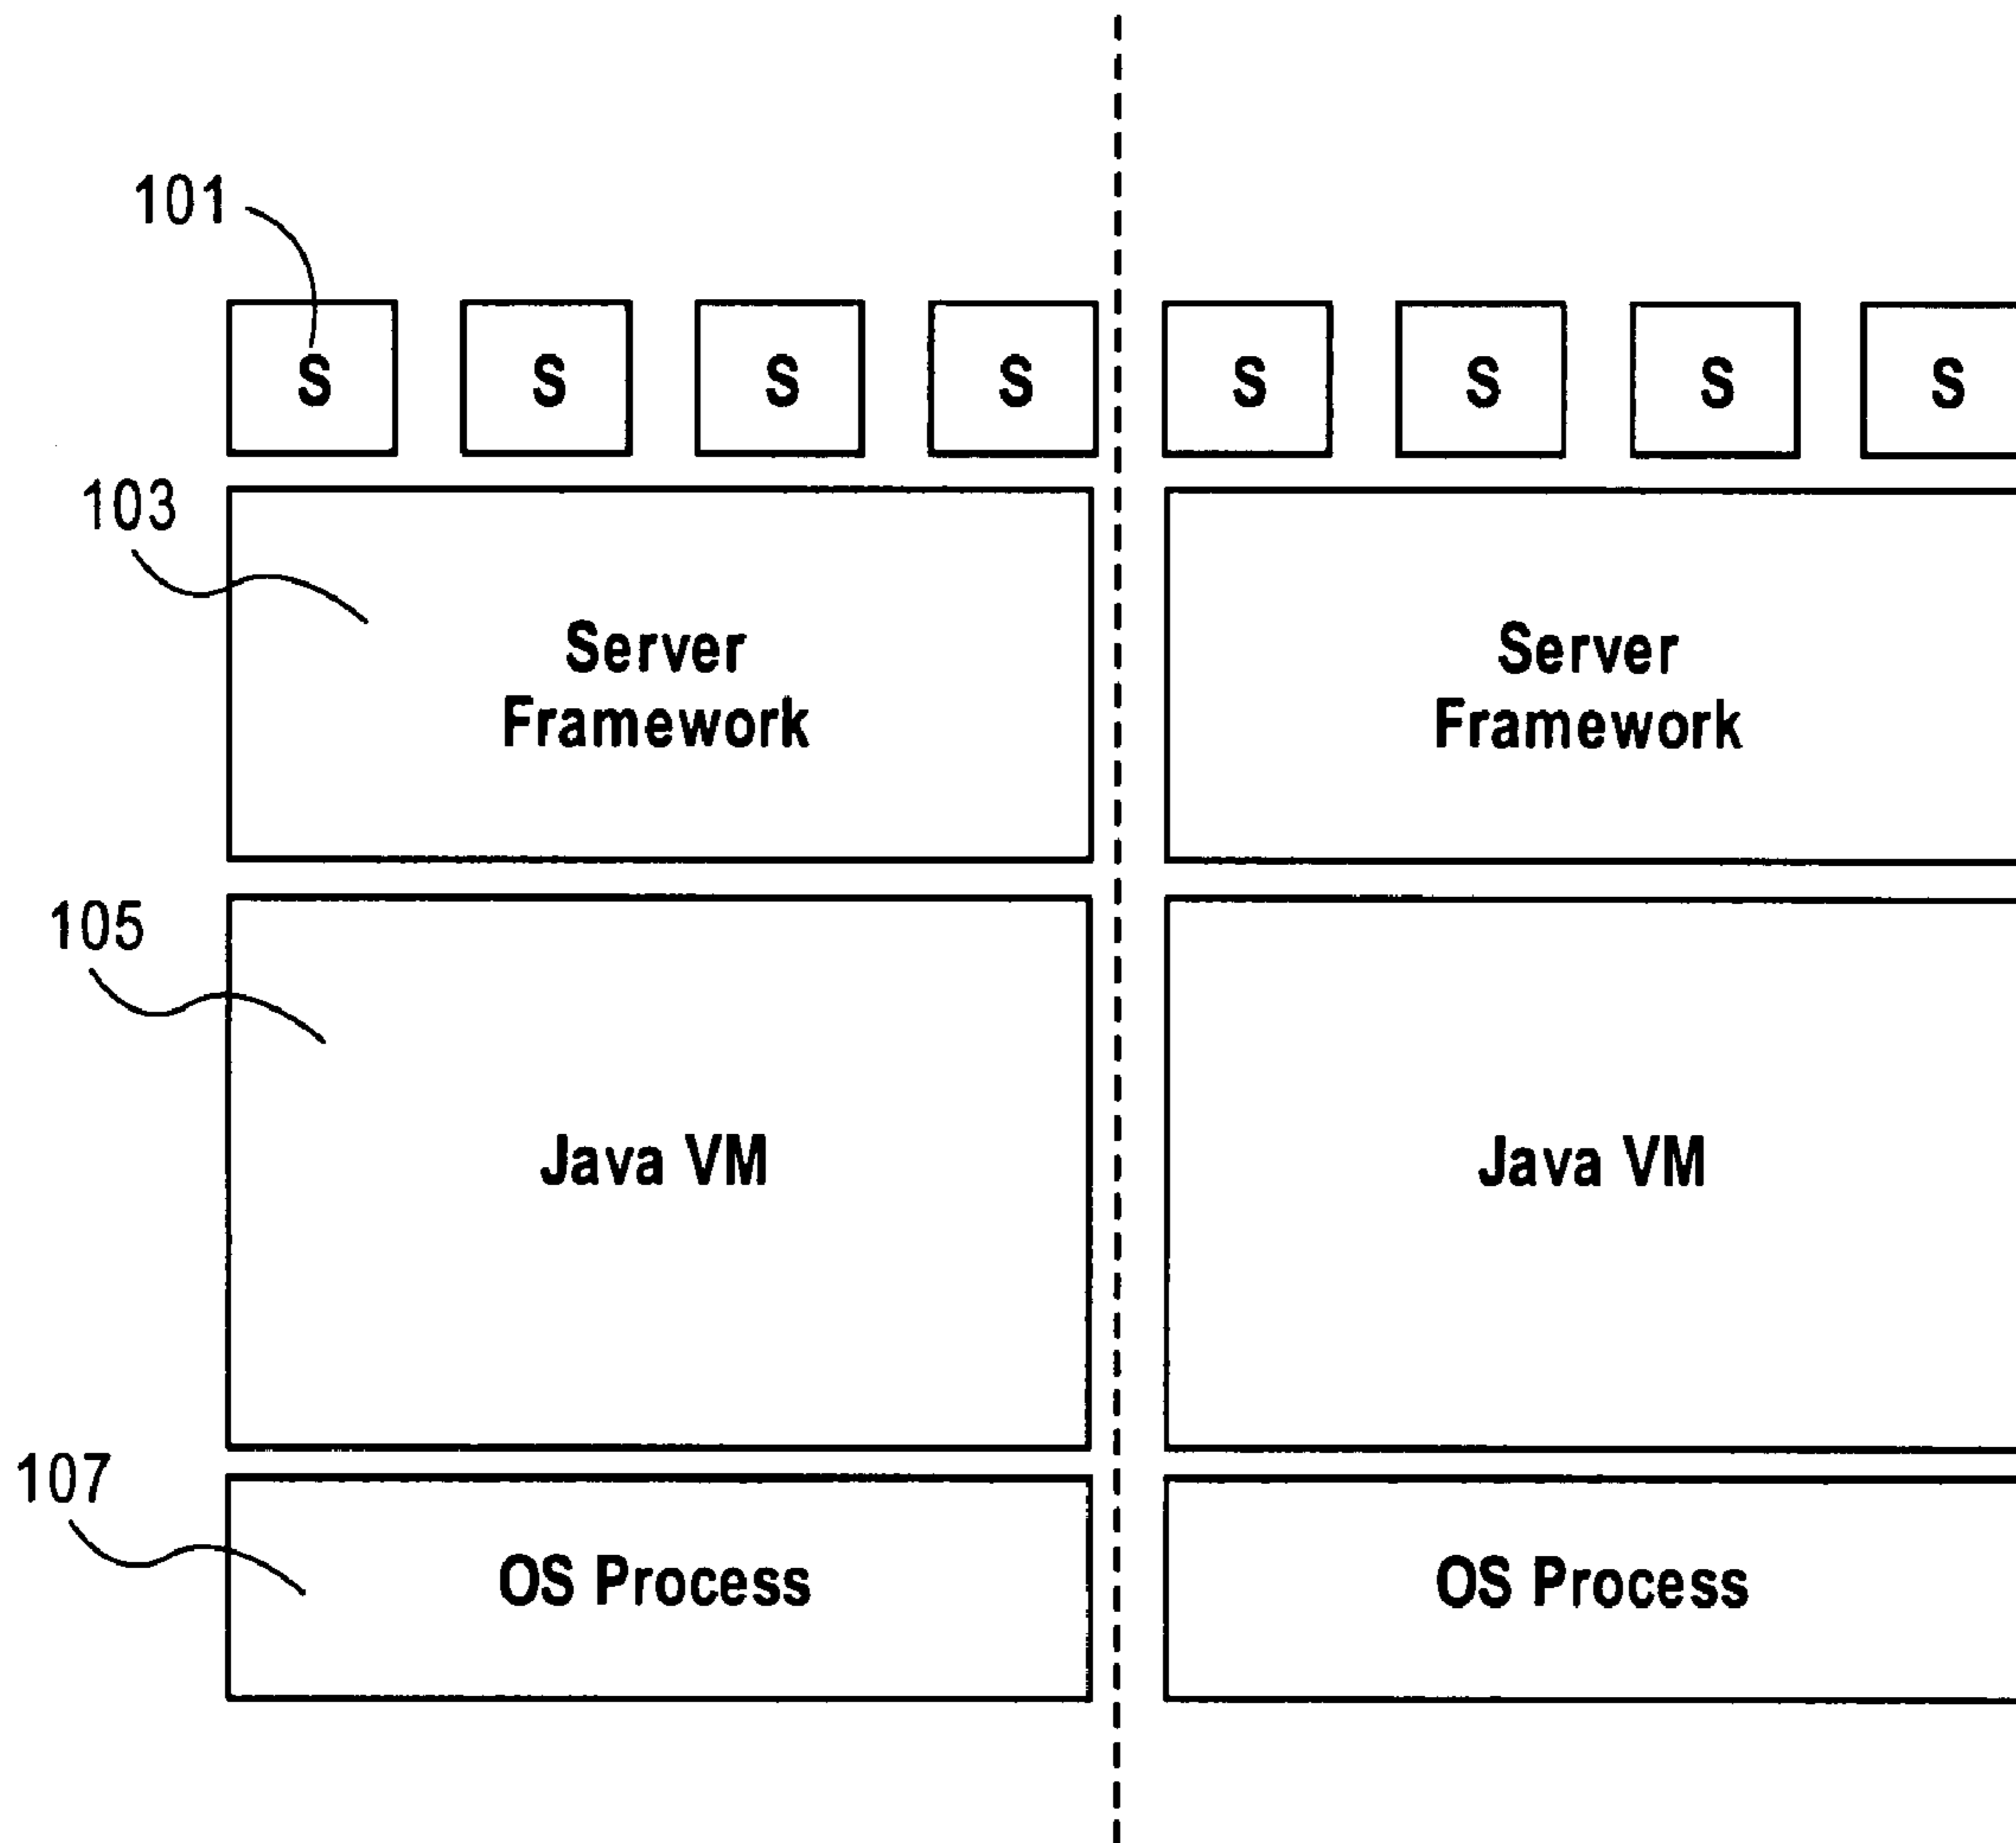 101
S S S S S S S S
103
Server Framework
Server Framework
105
Java VM
Java VM
107
OS Process
OS Process